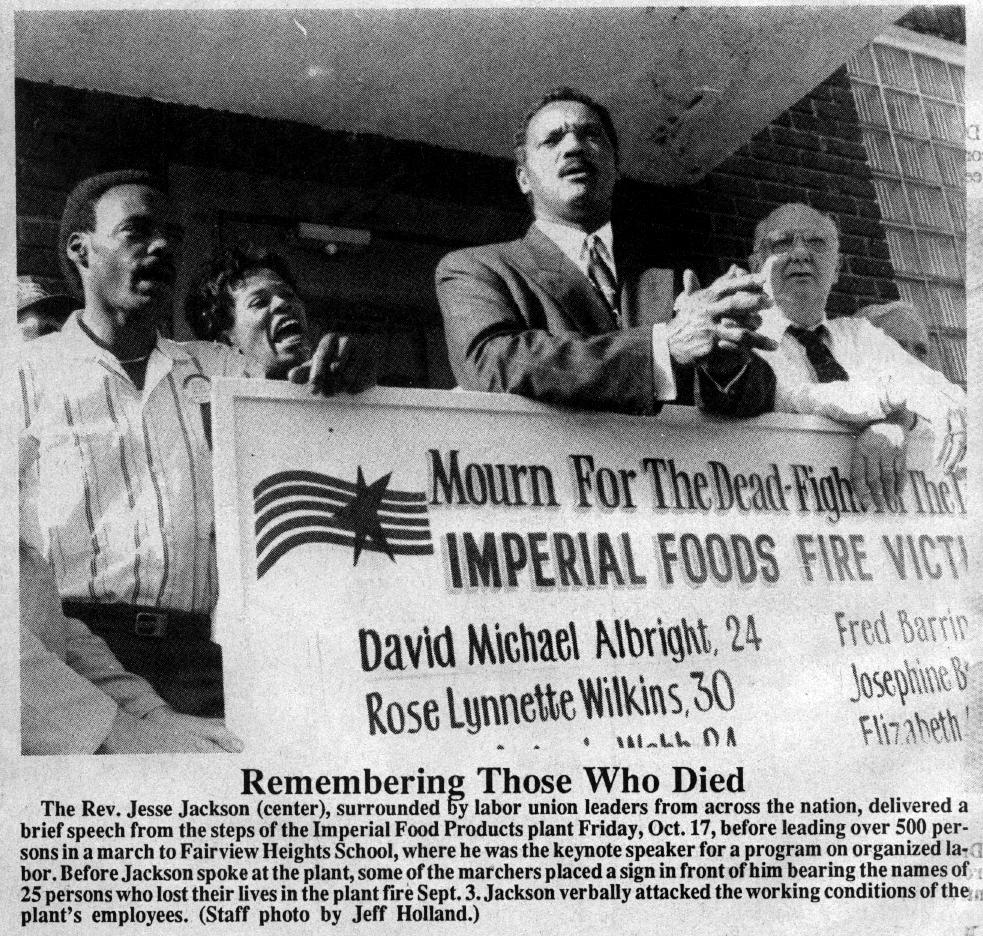 Mourn For The Dead-Fight For The
IMPERIAL FOODS FIRE VICTI
David Michael Albright, 24
Fred Barrin
Rose Lynnette Wilkins, 30
Josephine B
Elizabeth
Webb 24
Remembering Those Who Died
The Rev. Jesse Jackson (center), surrounded by labor union leaders from across the nation, delivered a
brief speech from the steps of the Imperial Food Products plant Friday, Oct. 17, before leading over 500 per-
sons in a march to Fairview Heights School, where he was the keynote speaker for a program on organized la-
bor. Before Jackson spoke at the plant, some of the marchers placed a sign in front of him bearing the names of
25 persons who lost their lives in the plant fire Sept. 3. Jackson verbally attacked the working conditions of the
plant's employees. (Staff photo by Jeff Holland.)